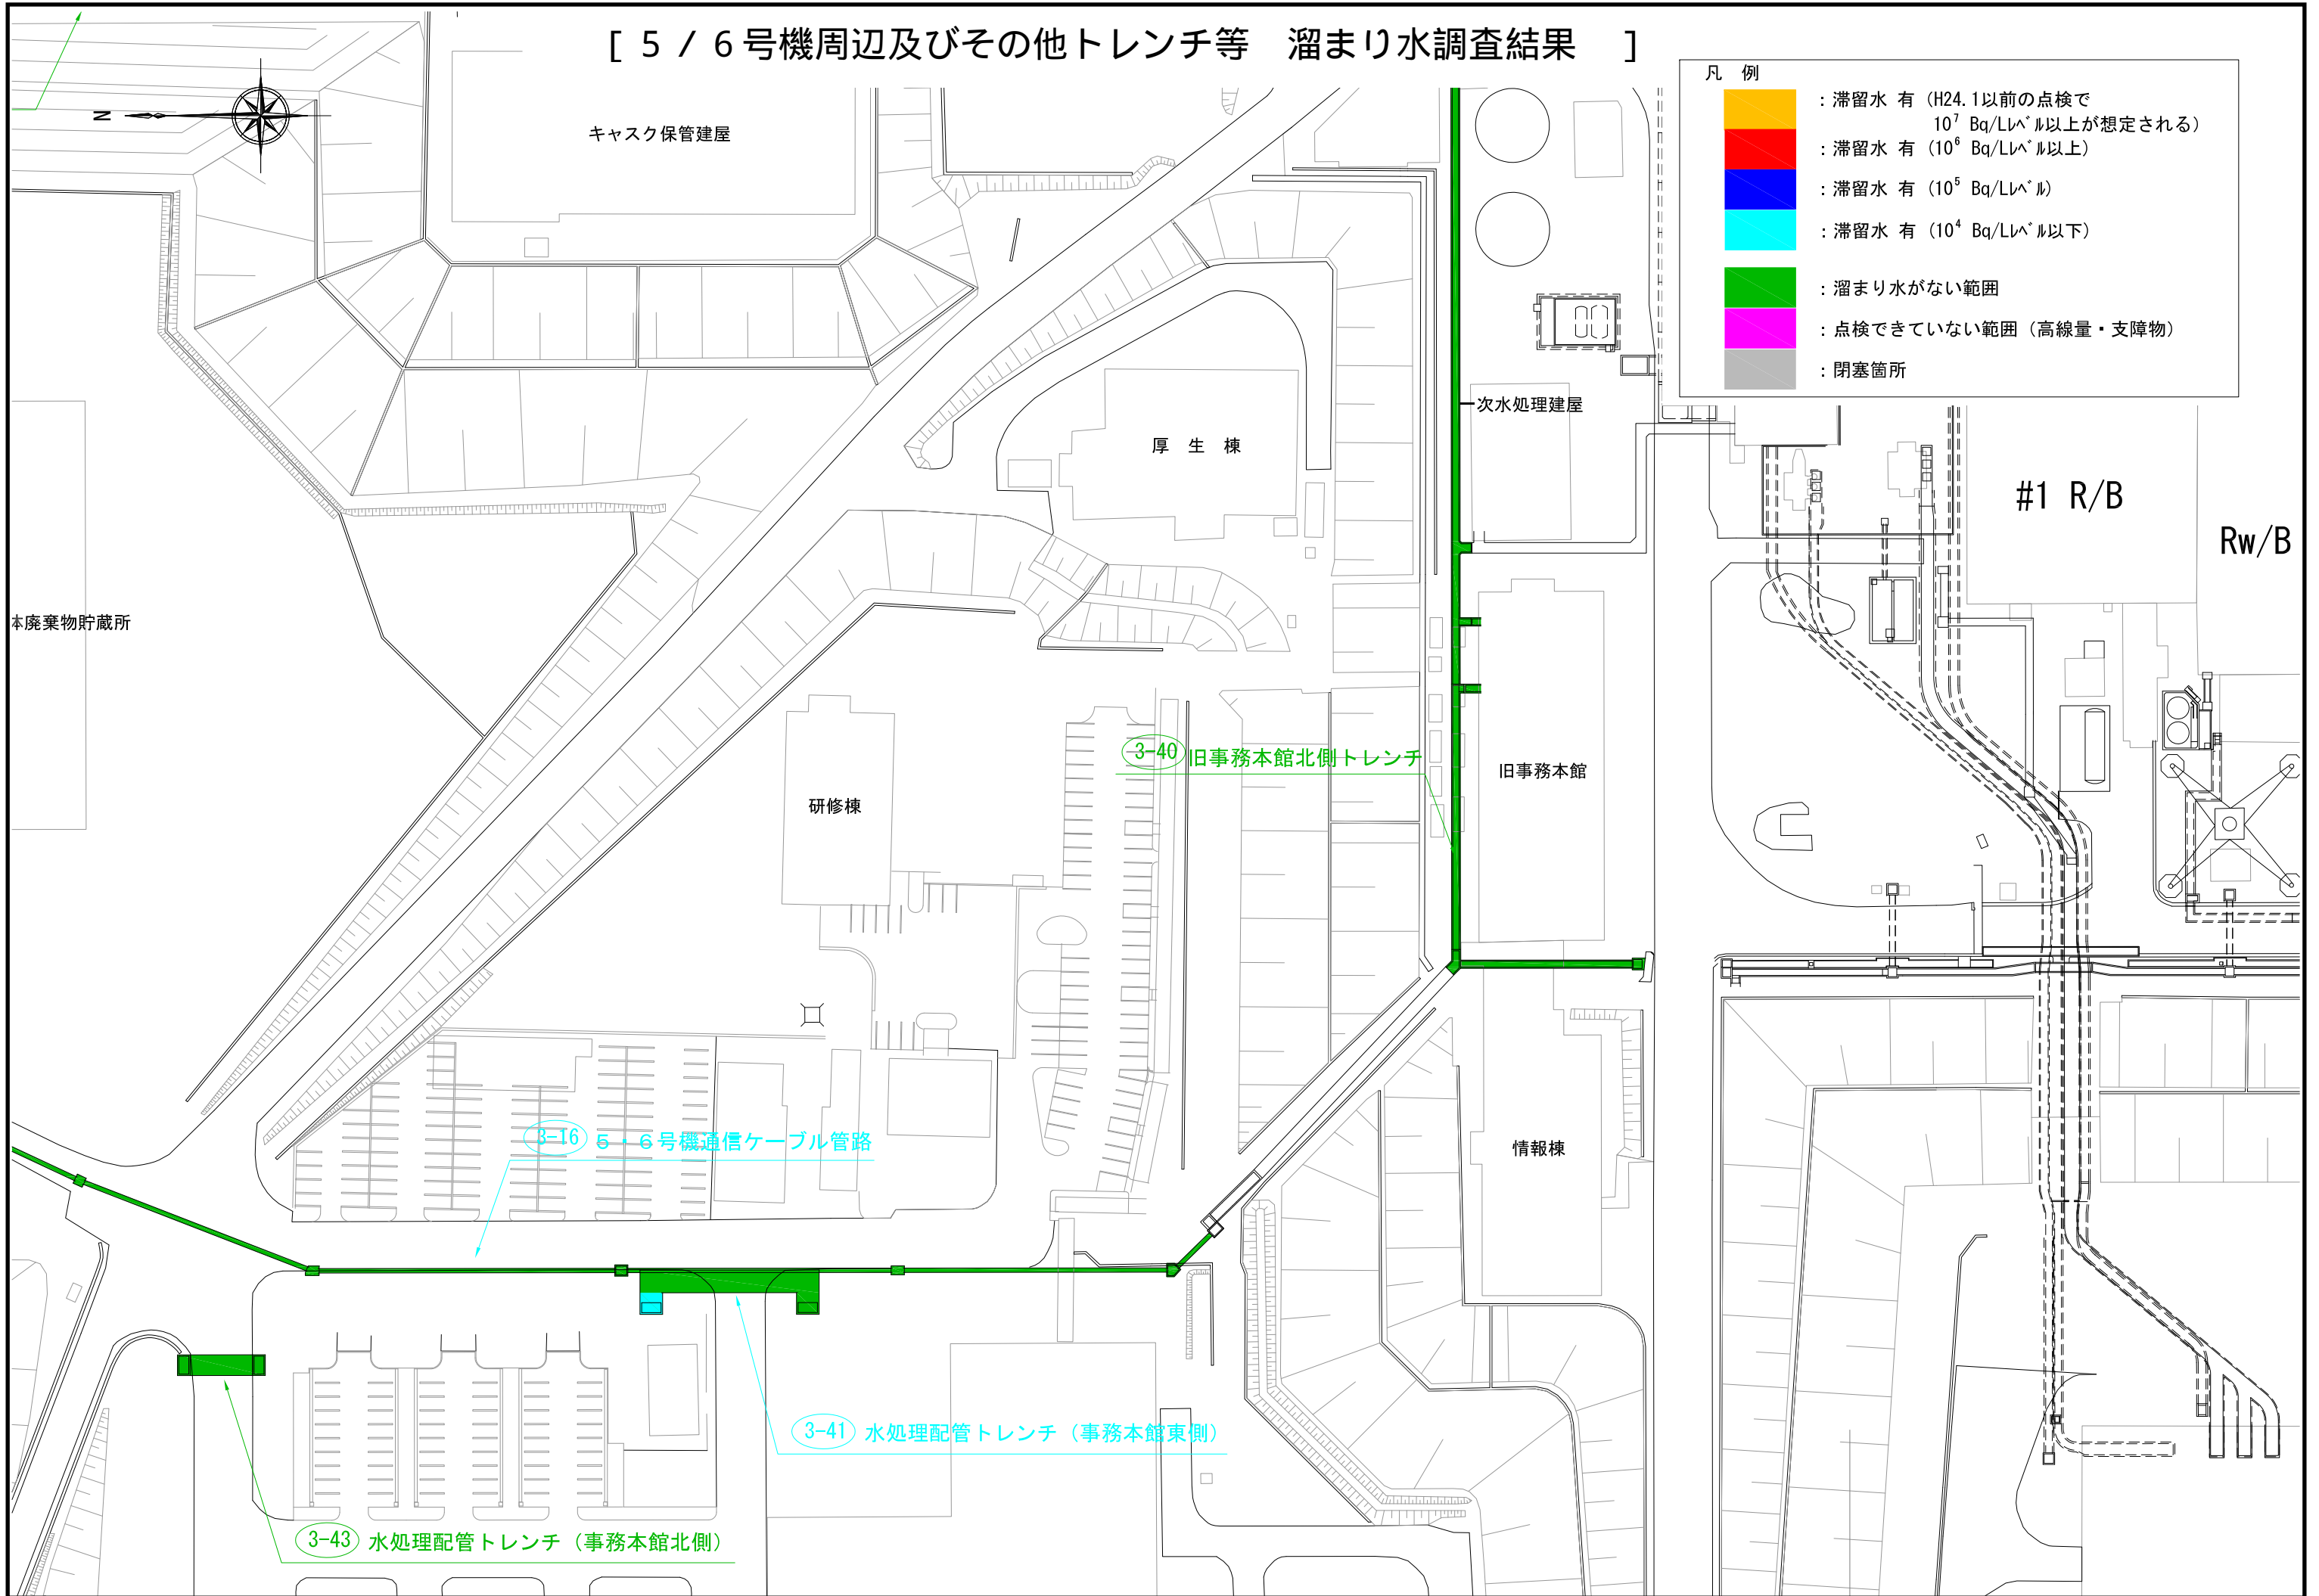 [ 5 / 6号機周辺及びその他トレンチ等 溜まり水調査結果 ]
凡 例
: 滞留水 有 (H24.1以前の点検で
10⁷ Bq/Lﾚﾍﾞﾙ以上が想定される)
: 滞留水 有 (10⁶ Bq/Lﾚﾍﾞﾙ以上)
: 滞留水 有 (10⁵ Bq/Lﾚﾍﾞﾙ)
: 滞留水 有 (10⁴ Bq/Lﾚﾍﾞﾙ以下)
: 溜まり水がない範囲
: 点検できていない範囲 (高線量・支障物)
: 閉塞箇所
N
キャスク保管建屋
次水処理建屋
厚 生 棟
#1 R/B
Rw/B
体廃棄物貯蔵所
3-40 旧事務本館北側トレンチ
旧事務本館
研修棟
3-16 5・6号機通信ケーブル管路
情報棟
3-41 水処理配管トレンチ (事務本館東側)
3-43 水処理配管トレンチ (事務本館北側)